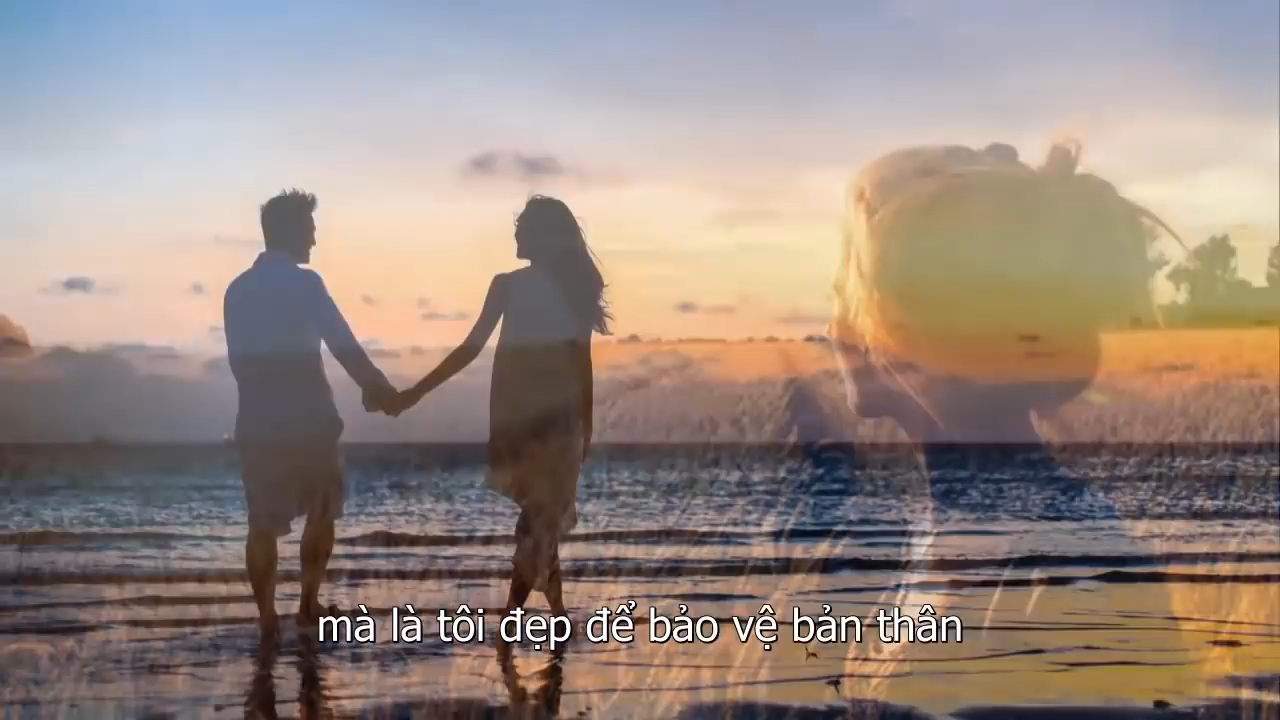 mà là tôi đẹp để bảo vệ bản thân